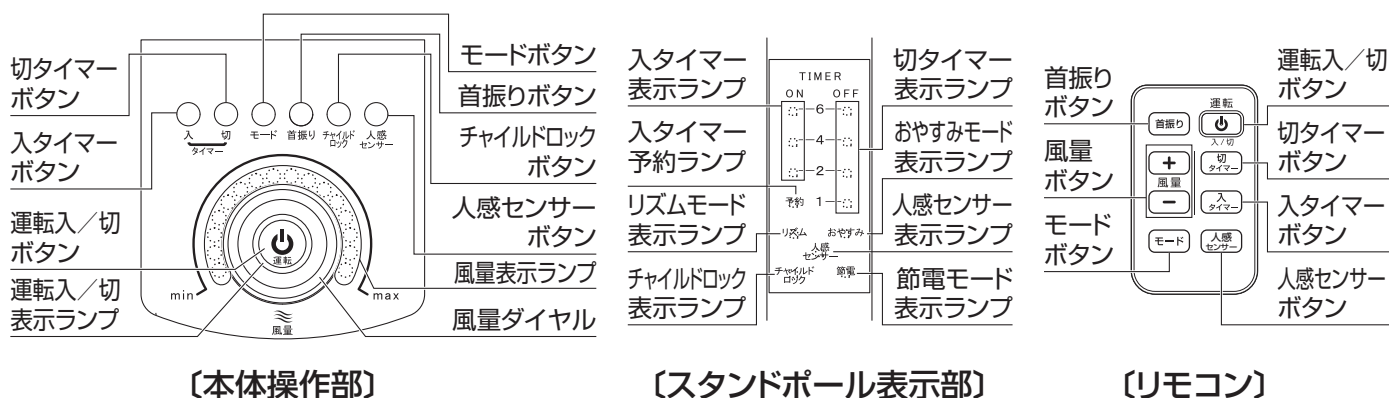 切タイマー
ボタン
入タイマー
ボタン
運転入／切
ボタン
運転入／切
表示ランプ
入
切
タイマー
モード
首振り
チャイルド
ロック
人感
センサー
運転
min
max
風量
モードボタン
首振りボタン
チャイルドロック
ボタン
人感センサー
ボタン
風量表示ランプ
風量ダイヤル
〔本体操作部〕
入タイマー
表示ランプ
入タイマー
予約ランプ
リズムモード
表示ランプ
チャイルドロック
表示ランプ
TIMER
ON OFF
6
4
2
予約 1
リズム おやすみ
人感
センサー
チャイルド
ロック
節電
切タイマー
表示ランプ
おやすみモード
表示ランプ
人感センサー
表示ランプ
節電モード
表示ランプ
〔スタンドポール表示部〕
首振り
ボタン
風量
ボタン
モード
ボタン
運転
首振り
入/切
+
風量
−
切
タイマー
入
タイマー
モード
人感
センサー
運転入／切
ボタン
切タイマー
ボタン
入タイマー
ボタン
人感センサー
ボタン
〔リモコン〕